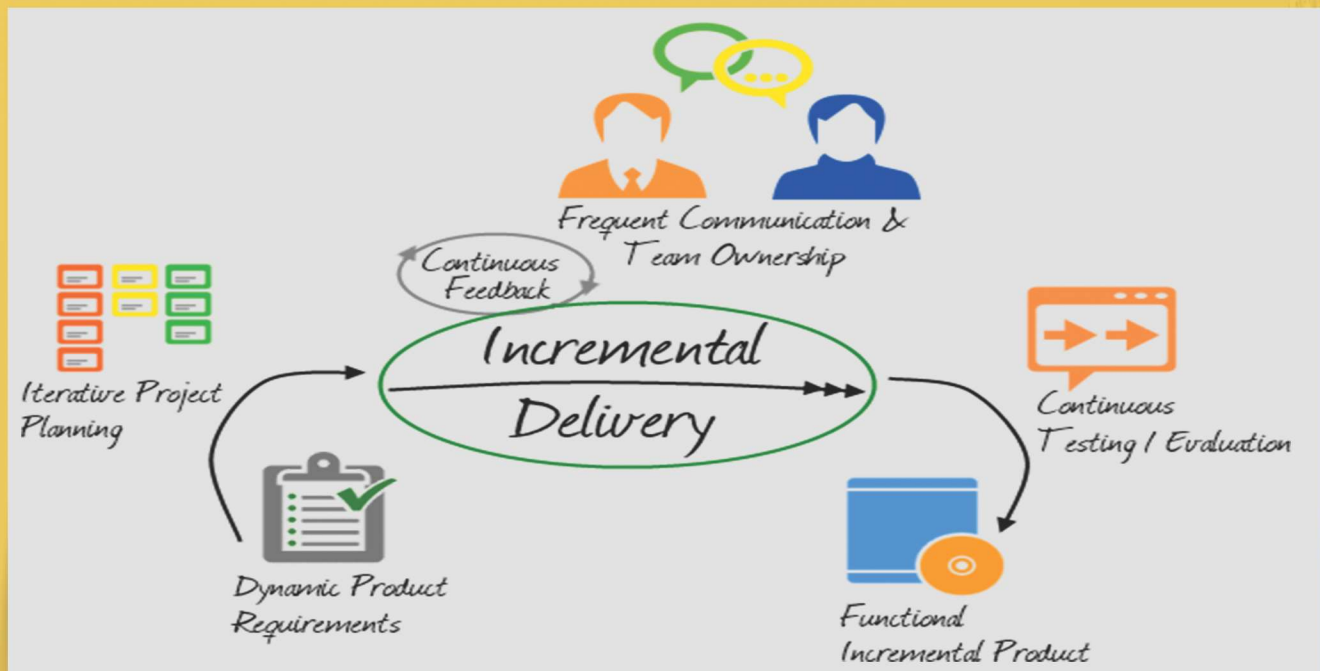 Frequent Communication &
Team Ownership
Continuous
Feedback
Incremental
Delivery
Iterative Project
Planning
Continuous
Testing / Evaluation
Dynamic Product
Requirements
Functional
Incremental Product